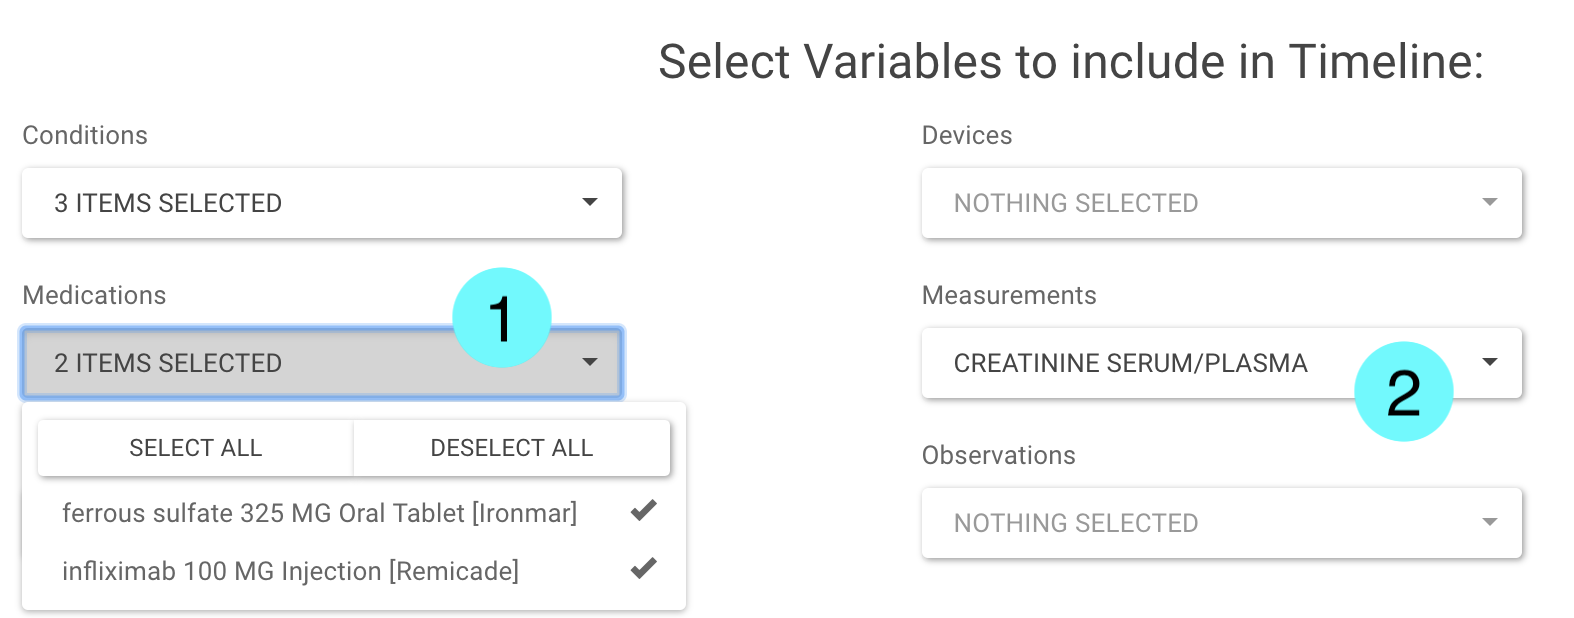 Select Variables to include in Timeline:
Conditions
3 ITEMS SELECTED
Medications
1
2 ITEMS SELECTED
SELECT ALL
DESELECT ALL
ferrous sulfate 325 MG Oral Tablet [Ironmar]
infliximab 100 MG Injection [Remicade]
Devices
NOTHING SELECTED
Measurements
CREATININE SERUM/PLASMA
2
Observations
NOTHING SELECTED